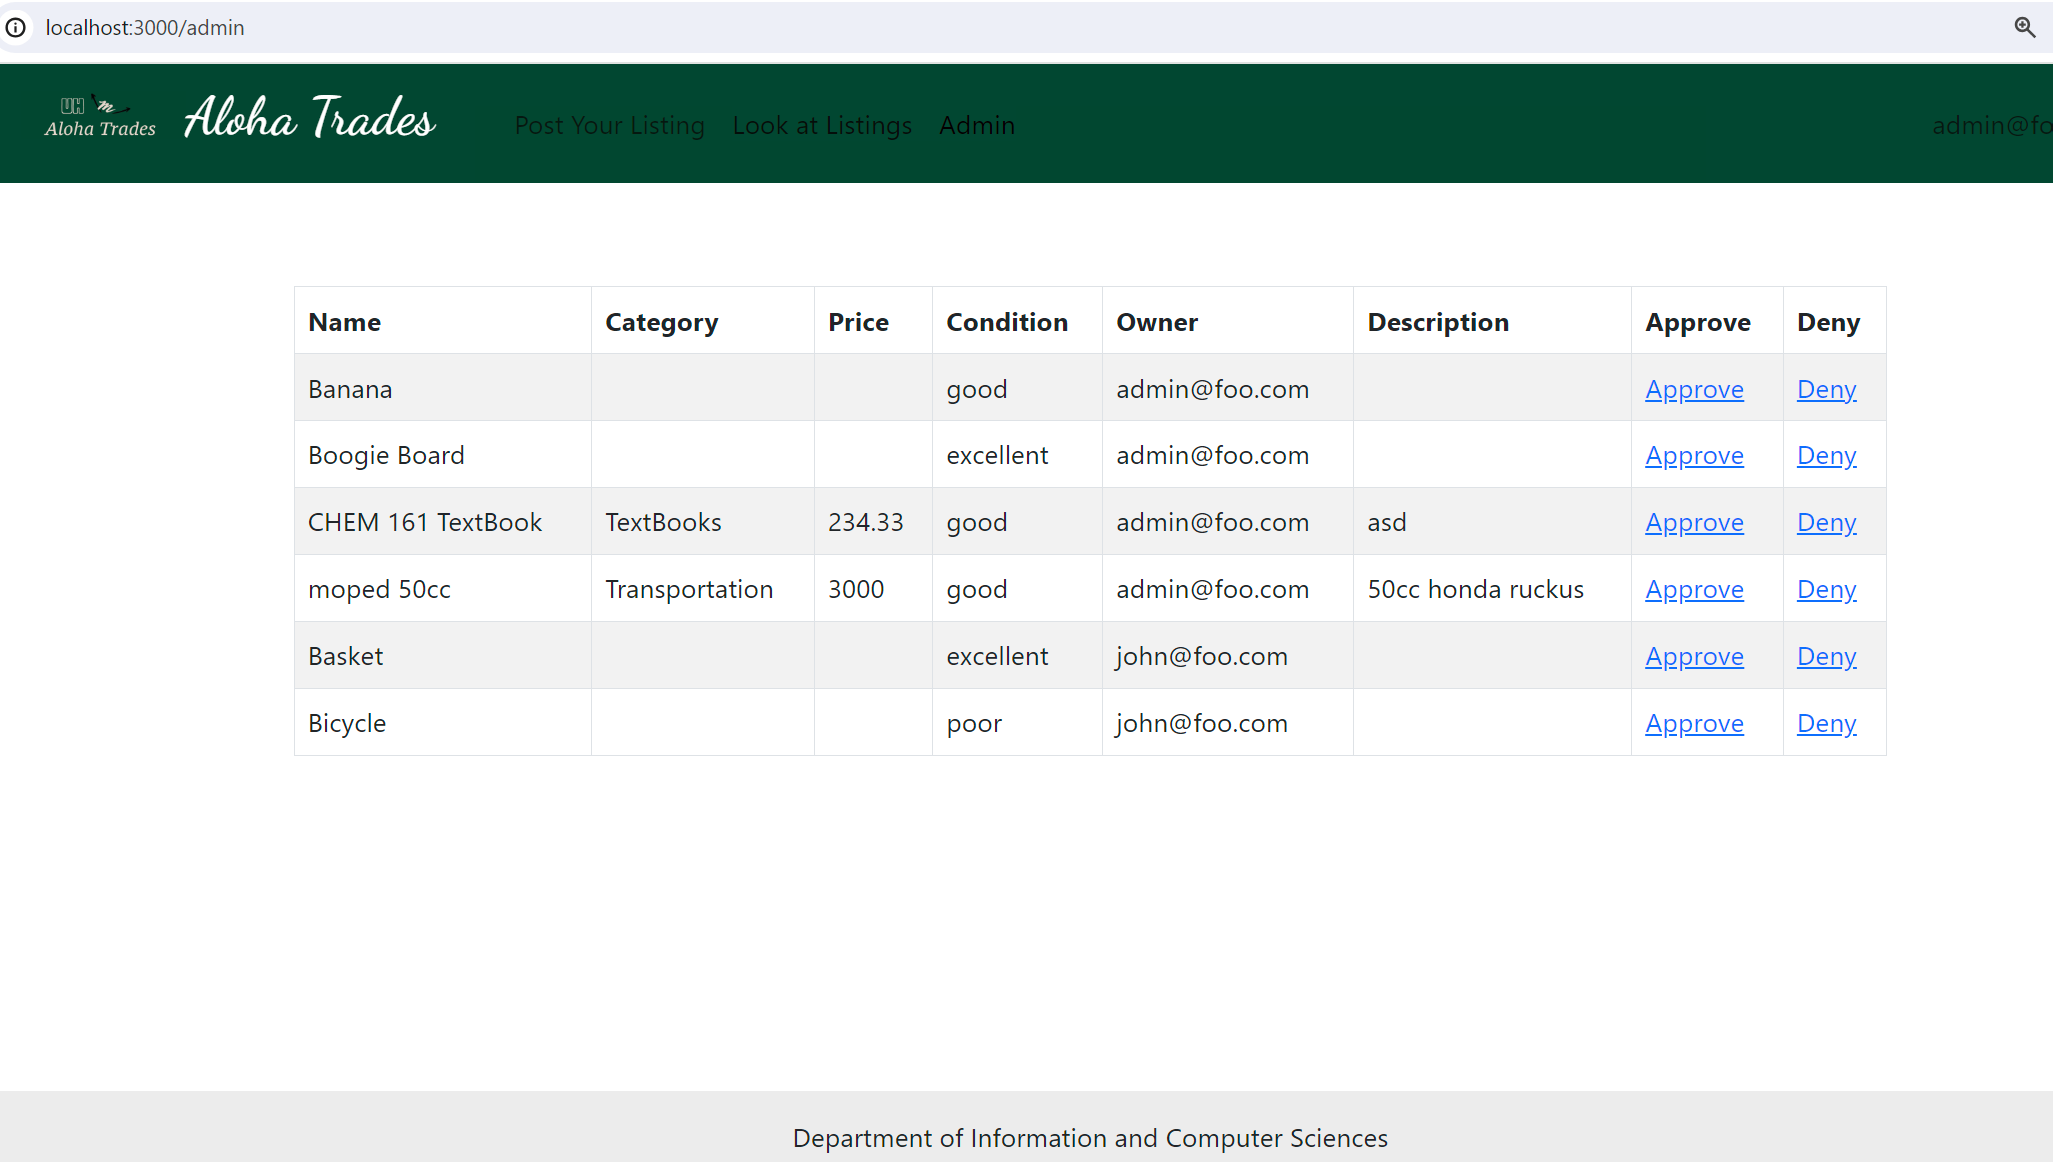 localhost:3000/admin
UH m
Aloha Trades
Aloha Trades Post Your Listing Look at Listings Admin admin@fo
Name Category Price Condition Owner Description Approve Deny
Banana good admin@foo.com Approve Deny
Boogie Board excellent admin@foo.com Approve Deny
CHEM 161 TextBook TextBooks 234.33 good admin@foo.com asd Approve Deny
moped 50cc Transportation 3000 good admin@foo.com 50cc honda ruckus Approve Deny
Basket excellent john@foo.com Approve Deny
Bicycle poor john@foo.com Approve Deny
Department of Information and Computer Sciences